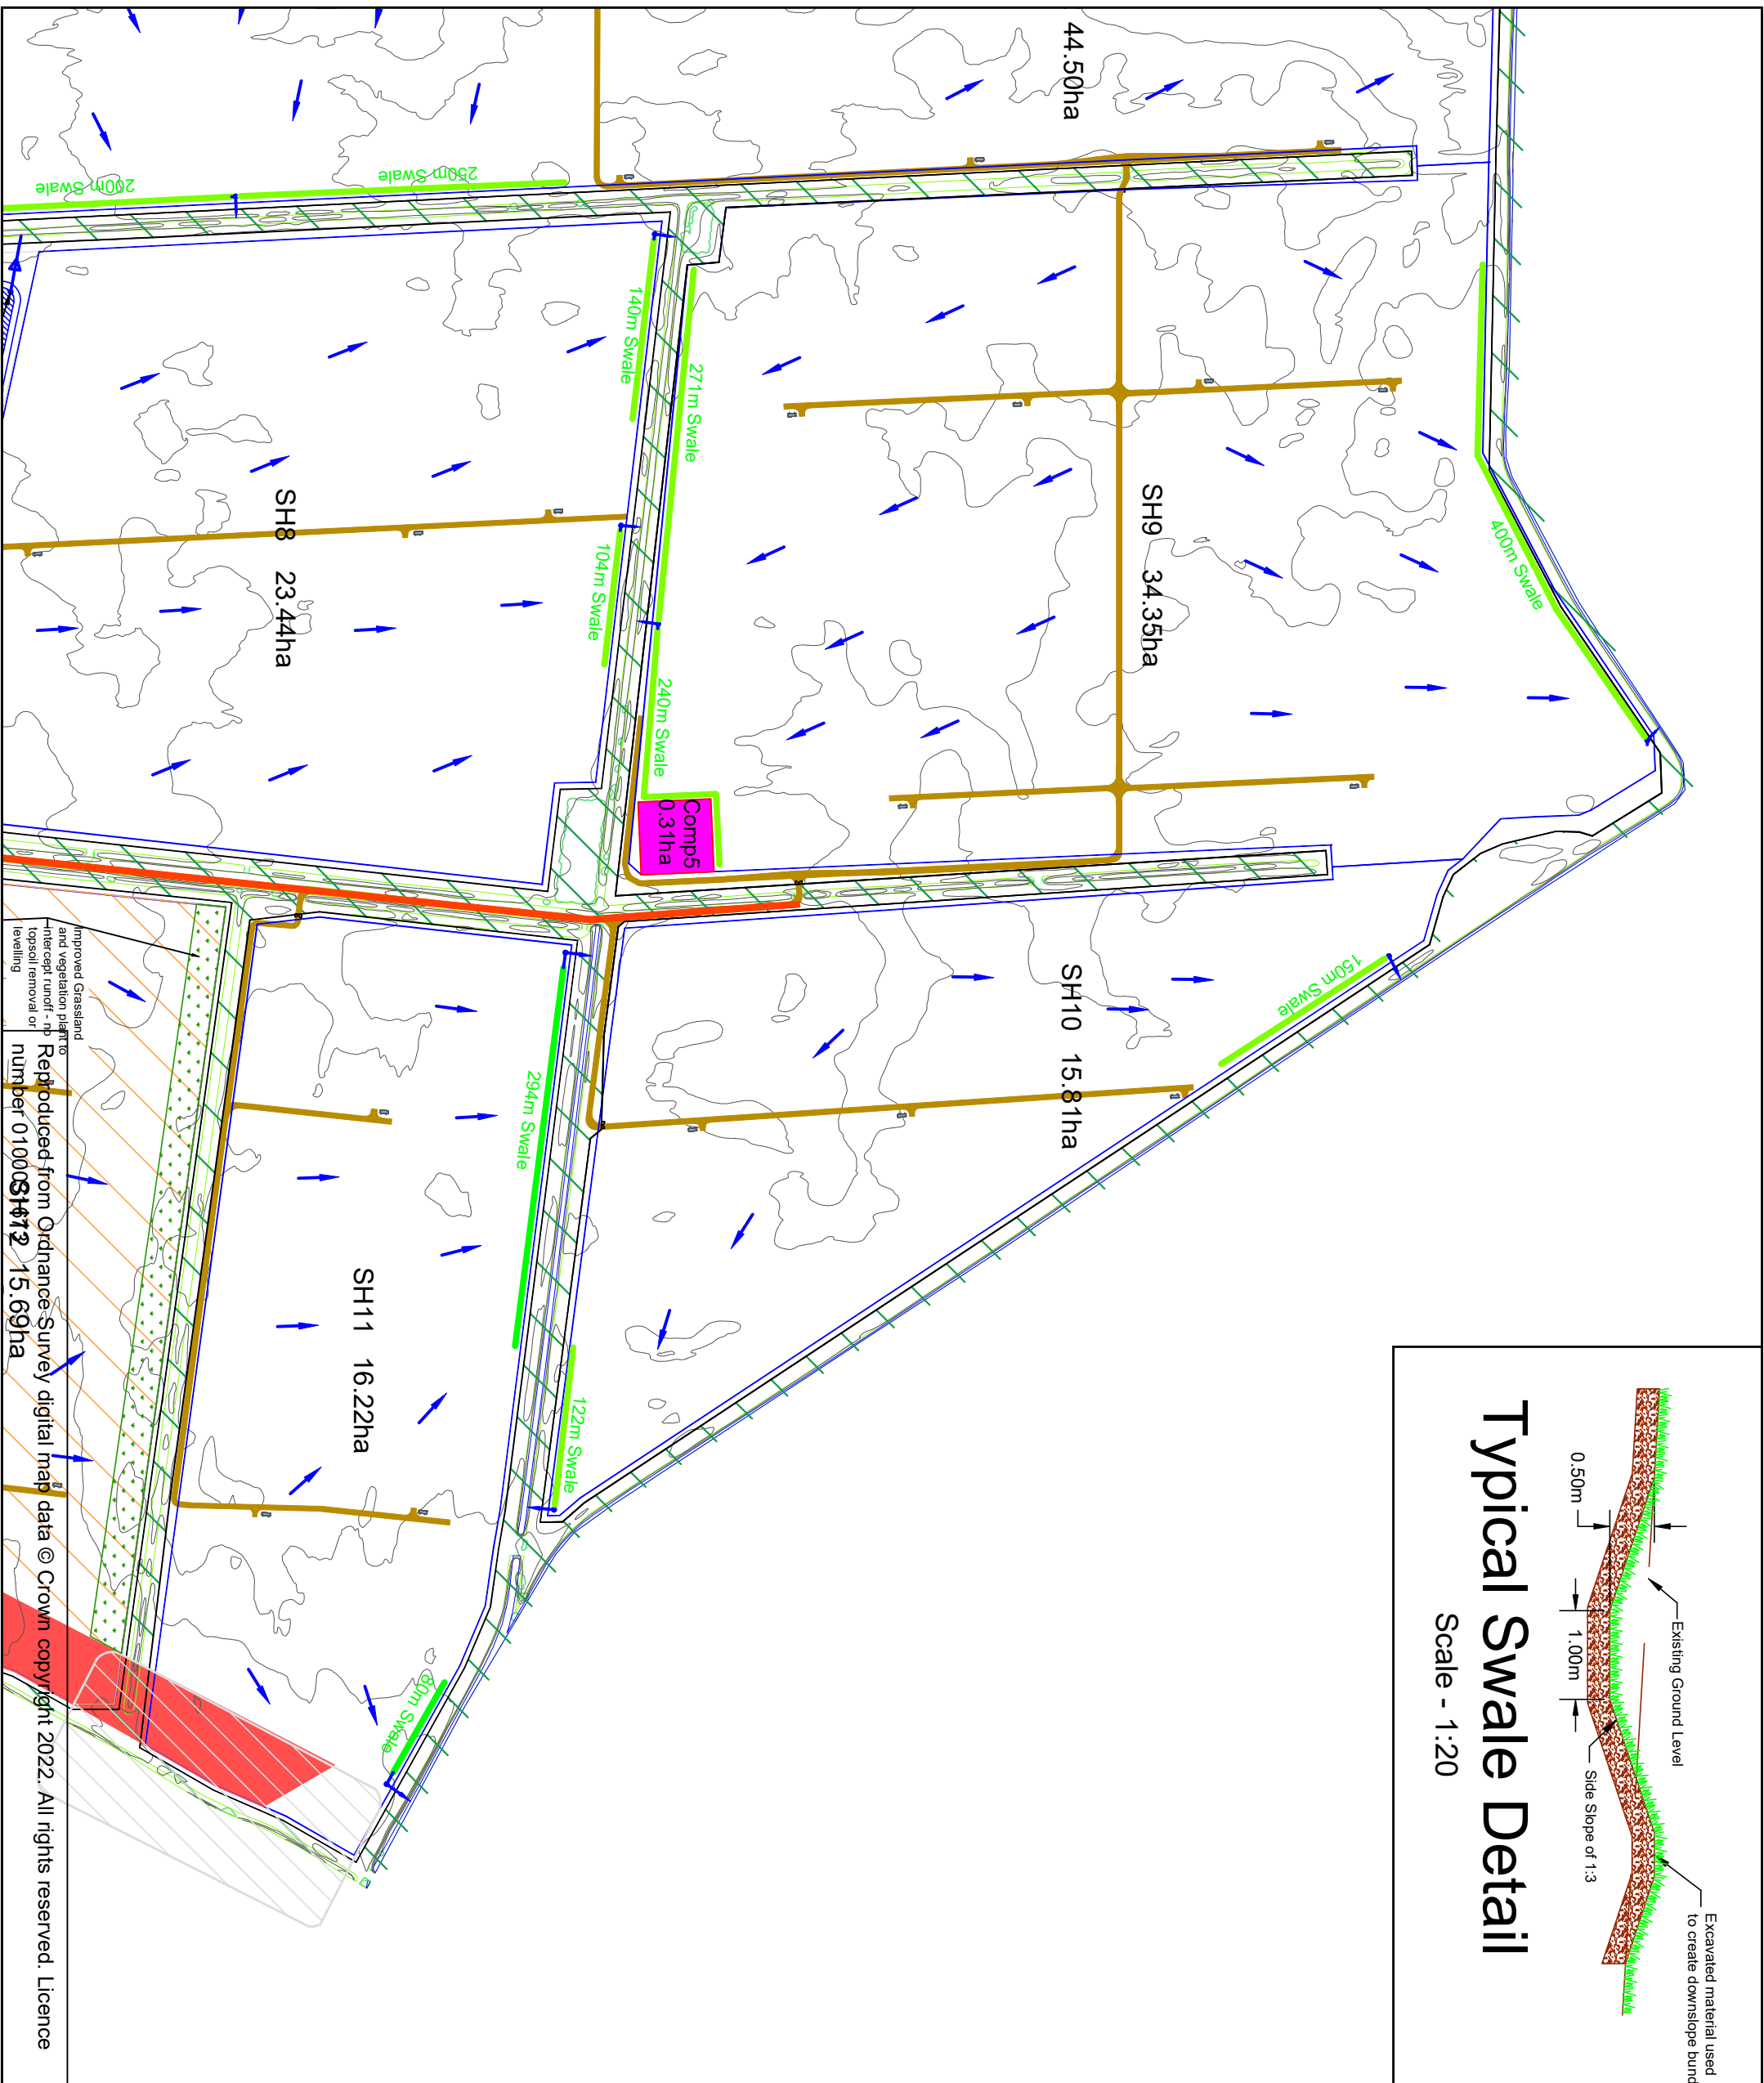 44.50ha
200m Swale
250m Swale
140m Swale
271m Swale
SH9 34.35ha
400m Swale
SH8 23.44ha
104m Swale
240m Swale
Comp5
0.31ha
SH10 15.81ha
150m Swale
294m Swale
SH11 16.22ha
122m Swale
80m Swale
Improved Grassland
and vegetation plant to
intercept runoff - no
topsoil removal or
levelling
Reproduced from Ordnance Survey digital map data © Crown copyright 2022. All rights reserved. Licence
number
15.69ha
Excavated material used
to create downslope bund
Existing Ground Level
Side Slope of 1:3
0.50m
1.00m
Typical Swale Detail
Scale - 1:20